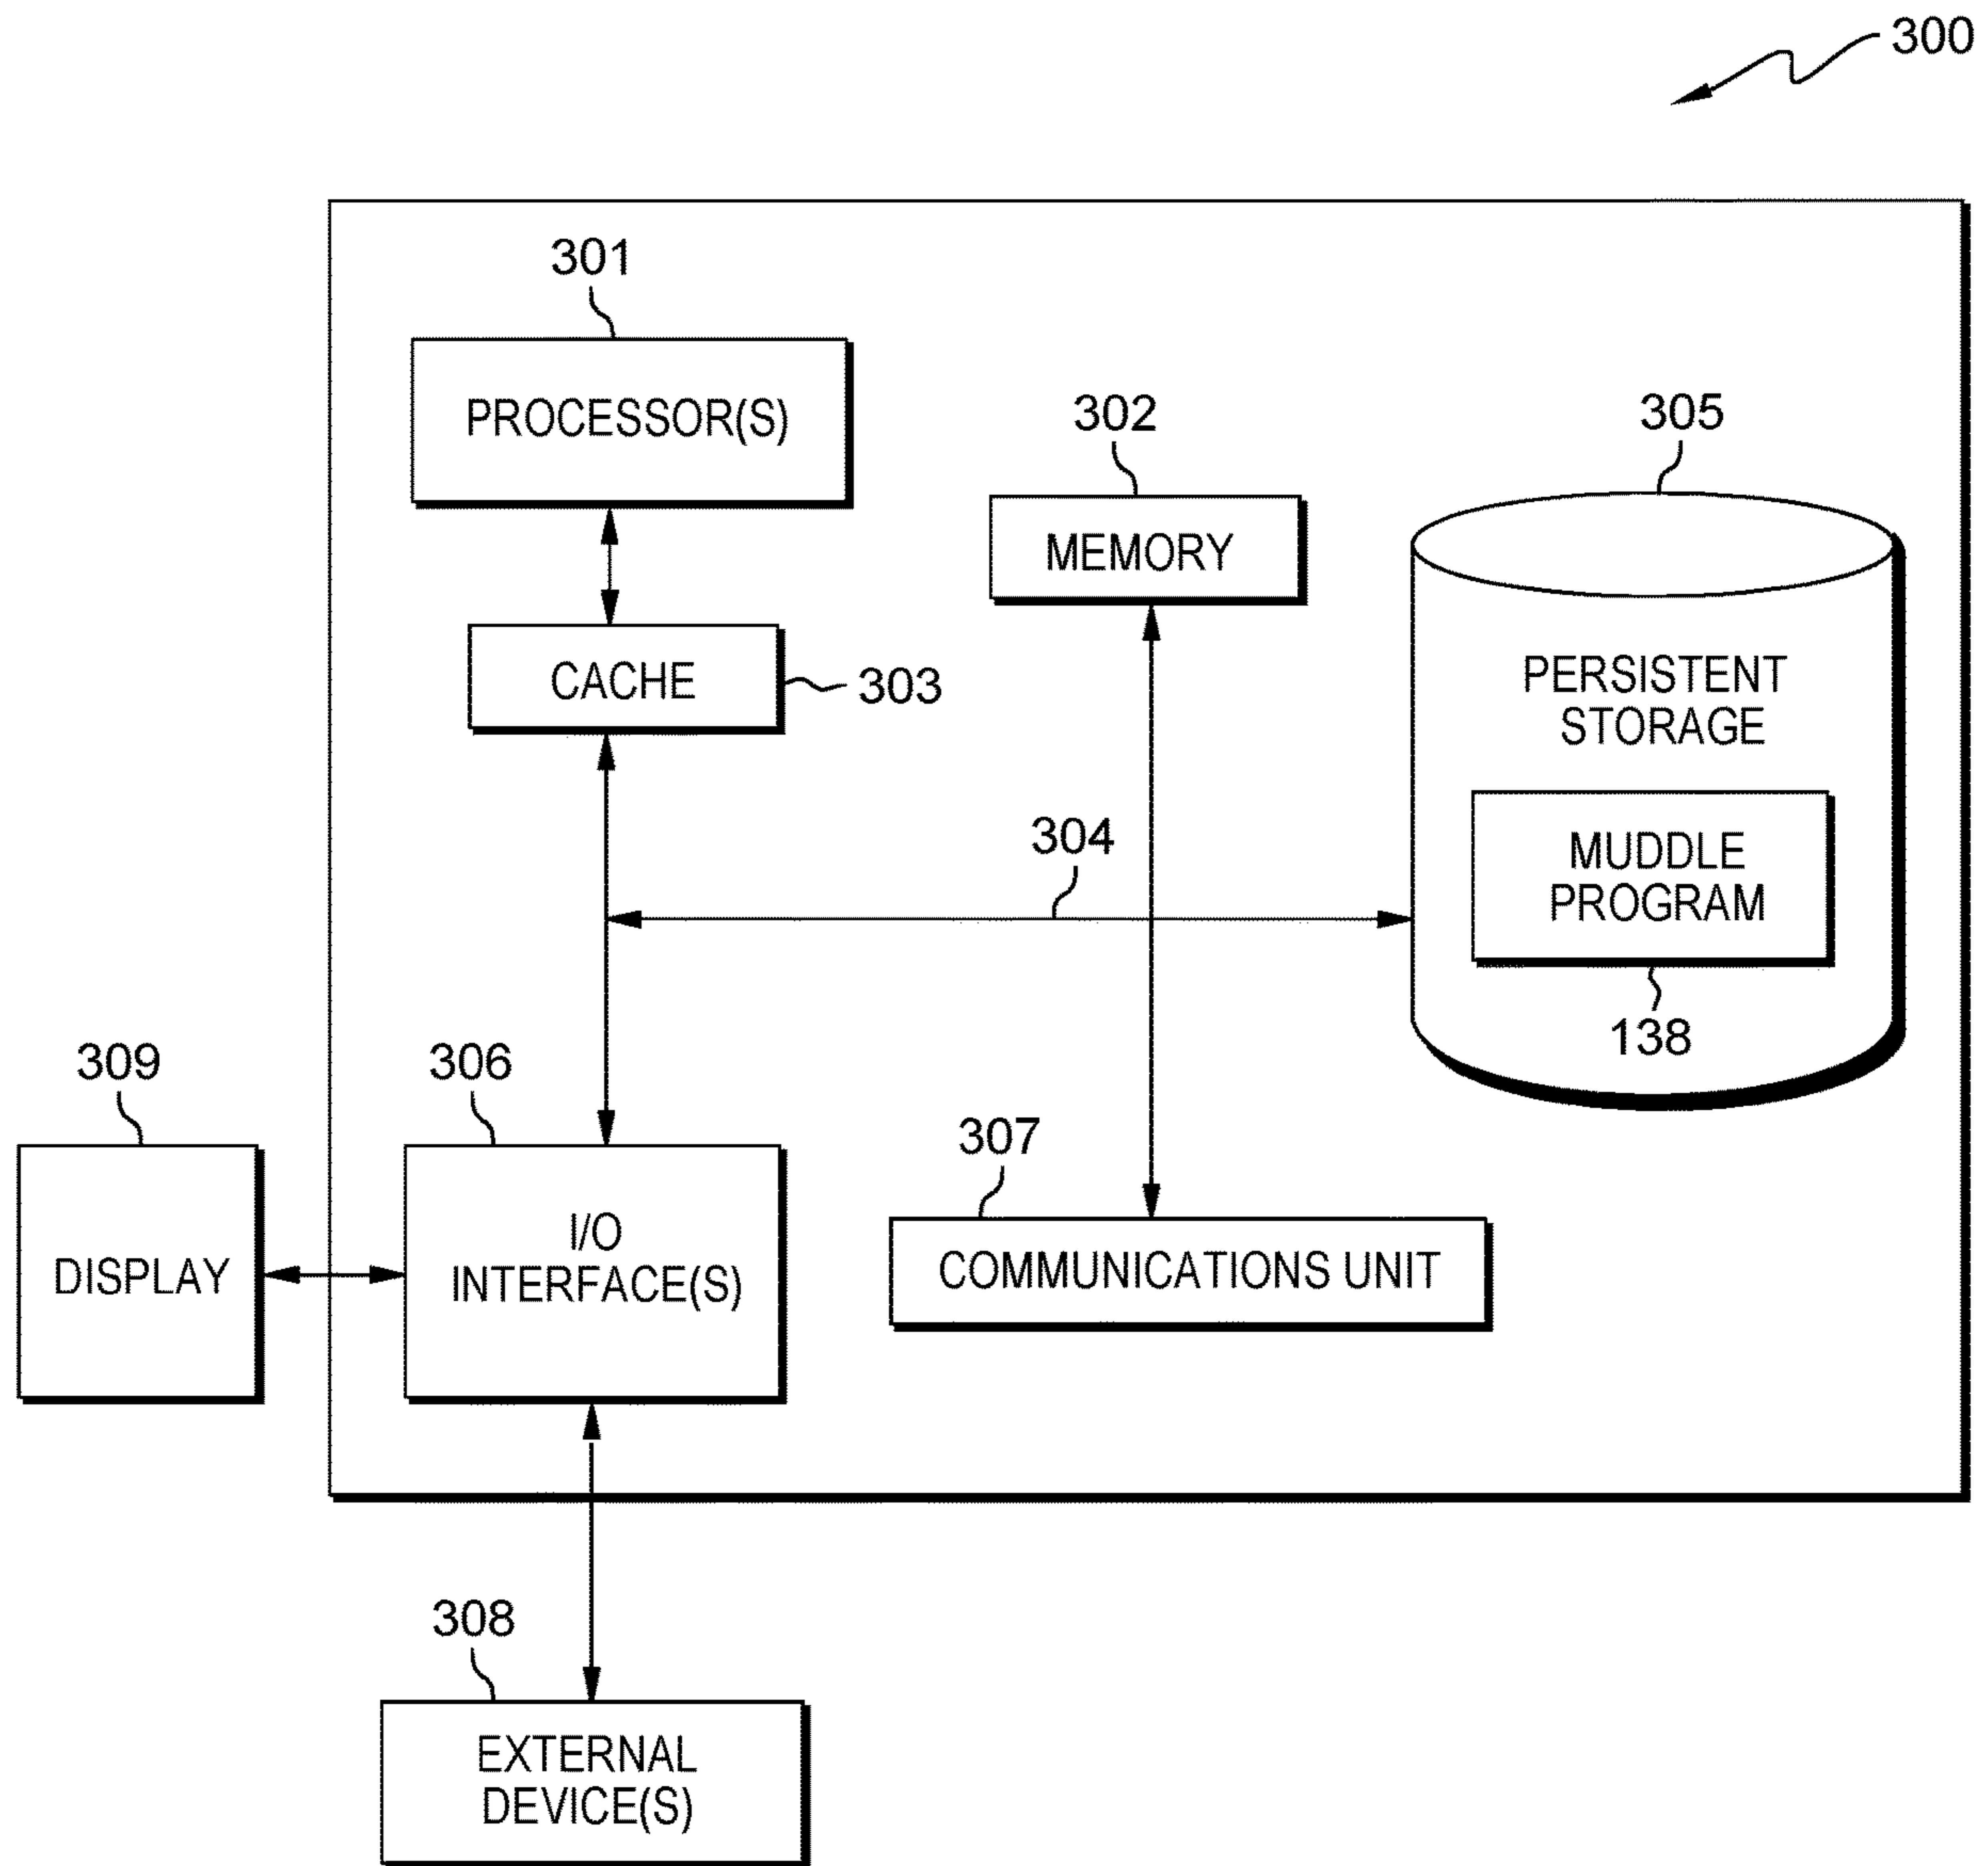 300
301
PROCESSOR(S)
302
MEMORY
305
CACHE
303
PERSISTENT
STORAGE
304
MUDDLE
PROGRAM
138
309
306
307
DISPLAY
I/O
INTERFACE(S)
COMMUNICATIONS UNIT
308
EXTERNAL
DEVICE(S)